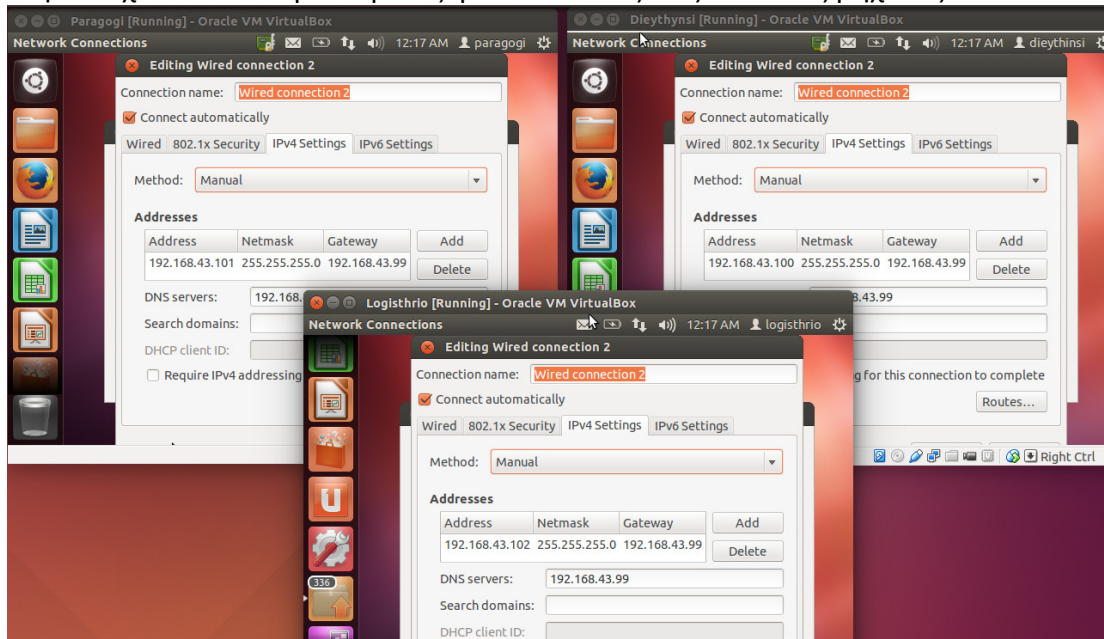 Paragogi [Running] - Oracle VM VirtualBox
Network Connections 12:17 AM paragogi
Editing Wired connection 2
Connection name: Wired connection 2
Connect automatically
Wired 802.1x Security IPv4 Settings IPv6 Settings
Method: Manual
Addresses
Address Netmask Gateway Add
192.168.43.101 255.255.255.0 192.168.43.99 Delete
DNS servers: 192.168.
Search domains:
DHCP client ID:
Require IPv4 addressing
Dieythynsi [Running] - Oracle VM VirtualBox
Network Connections 12:17 AM dieythinsi
Editing Wired connection 2
Connection name: Wired connection 2
Connect automatically
Wired 802.1x Security IPv4 Settings IPv6 Settings
Method: Manual
Addresses
Address Netmask Gateway Add
192.168.43.100 255.255.255.0 192.168.43.99 Delete
8.43.99
g for this connection to complete
Routes...
Right Ctrl
Logisthrio [Running] - Oracle VM VirtualBox
Network Connections 12:17 AM logisthrio
Editing Wired connection 2
Connection name: Wired connection 2
Connect automatically
Wired 802.1x Security IPv4 Settings IPv6 Settings
Method: Manual
Addresses
Address Netmask Gateway Add
192.168.43.102 255.255.255.0 192.168.43.99 Delete
DNS servers: 192.168.43.99
336
Search domains:
DHCP client ID: